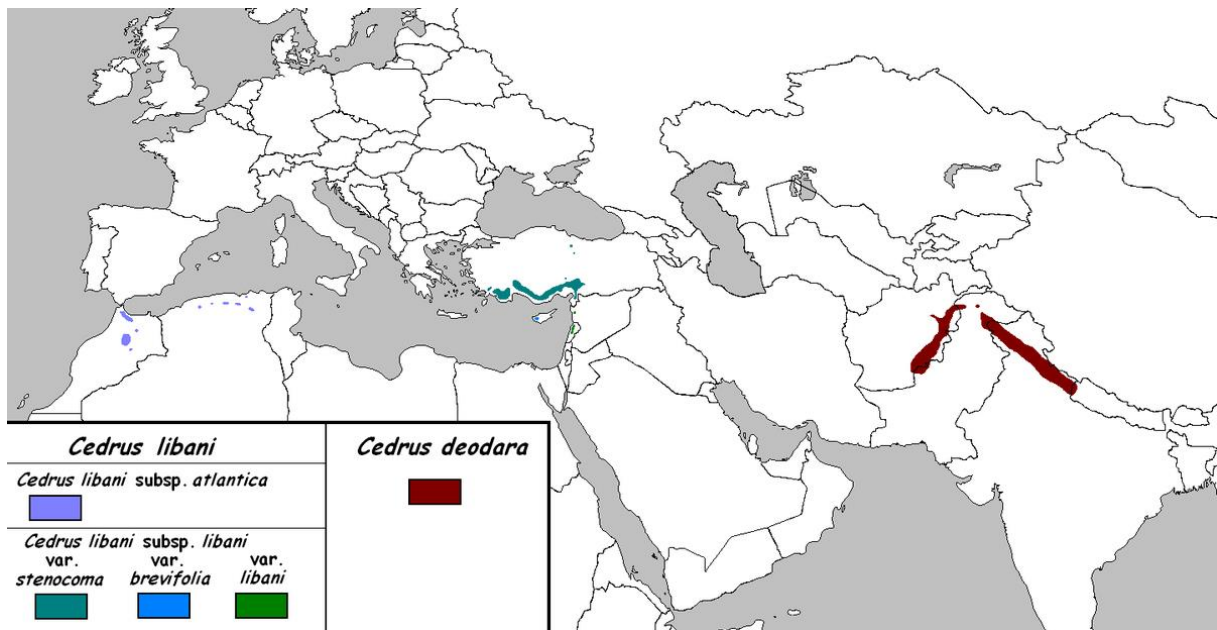 Cedrus libani
Cedrus deodara
Cedrus libani subsp. atlantica
Cedrus libani subsp. libani
var. stenocoma
var. brevifolia
var. libani